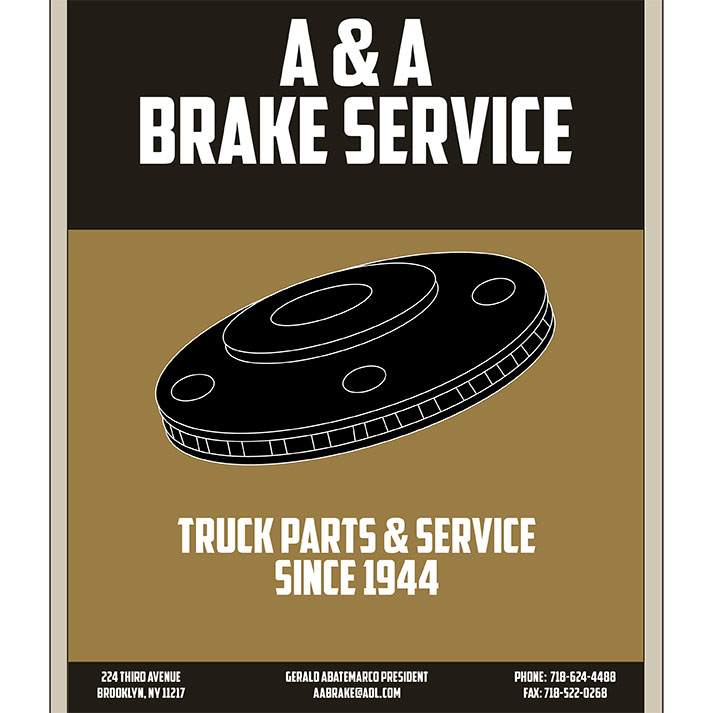 A & A
BRAKE SERVICE
TRUCK PARTS & SERVICE
SINCE 1944
224 THIRD AVENUE
BROOKLYN, NY 11217
GERALD ABATEMARCO PRESIDENT
AABRAKE@AOL.COM
PHONE: 718-624-4488
FAX: 718-522-0268